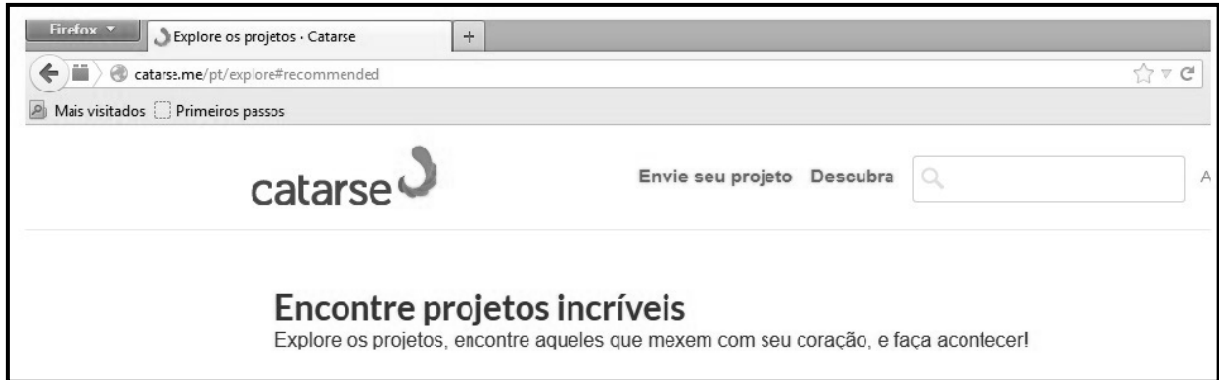 Firefox
Explore os projetos · Catarse
+
catarse.me/pt/explore#recommended
Mais visitados Primeiros passos
catarse Envie seu projeto Descubra A
Encontre projetos incríveis
Explore os projetos, encontre aqueles que mexem com seu coração, e faça acontecer!